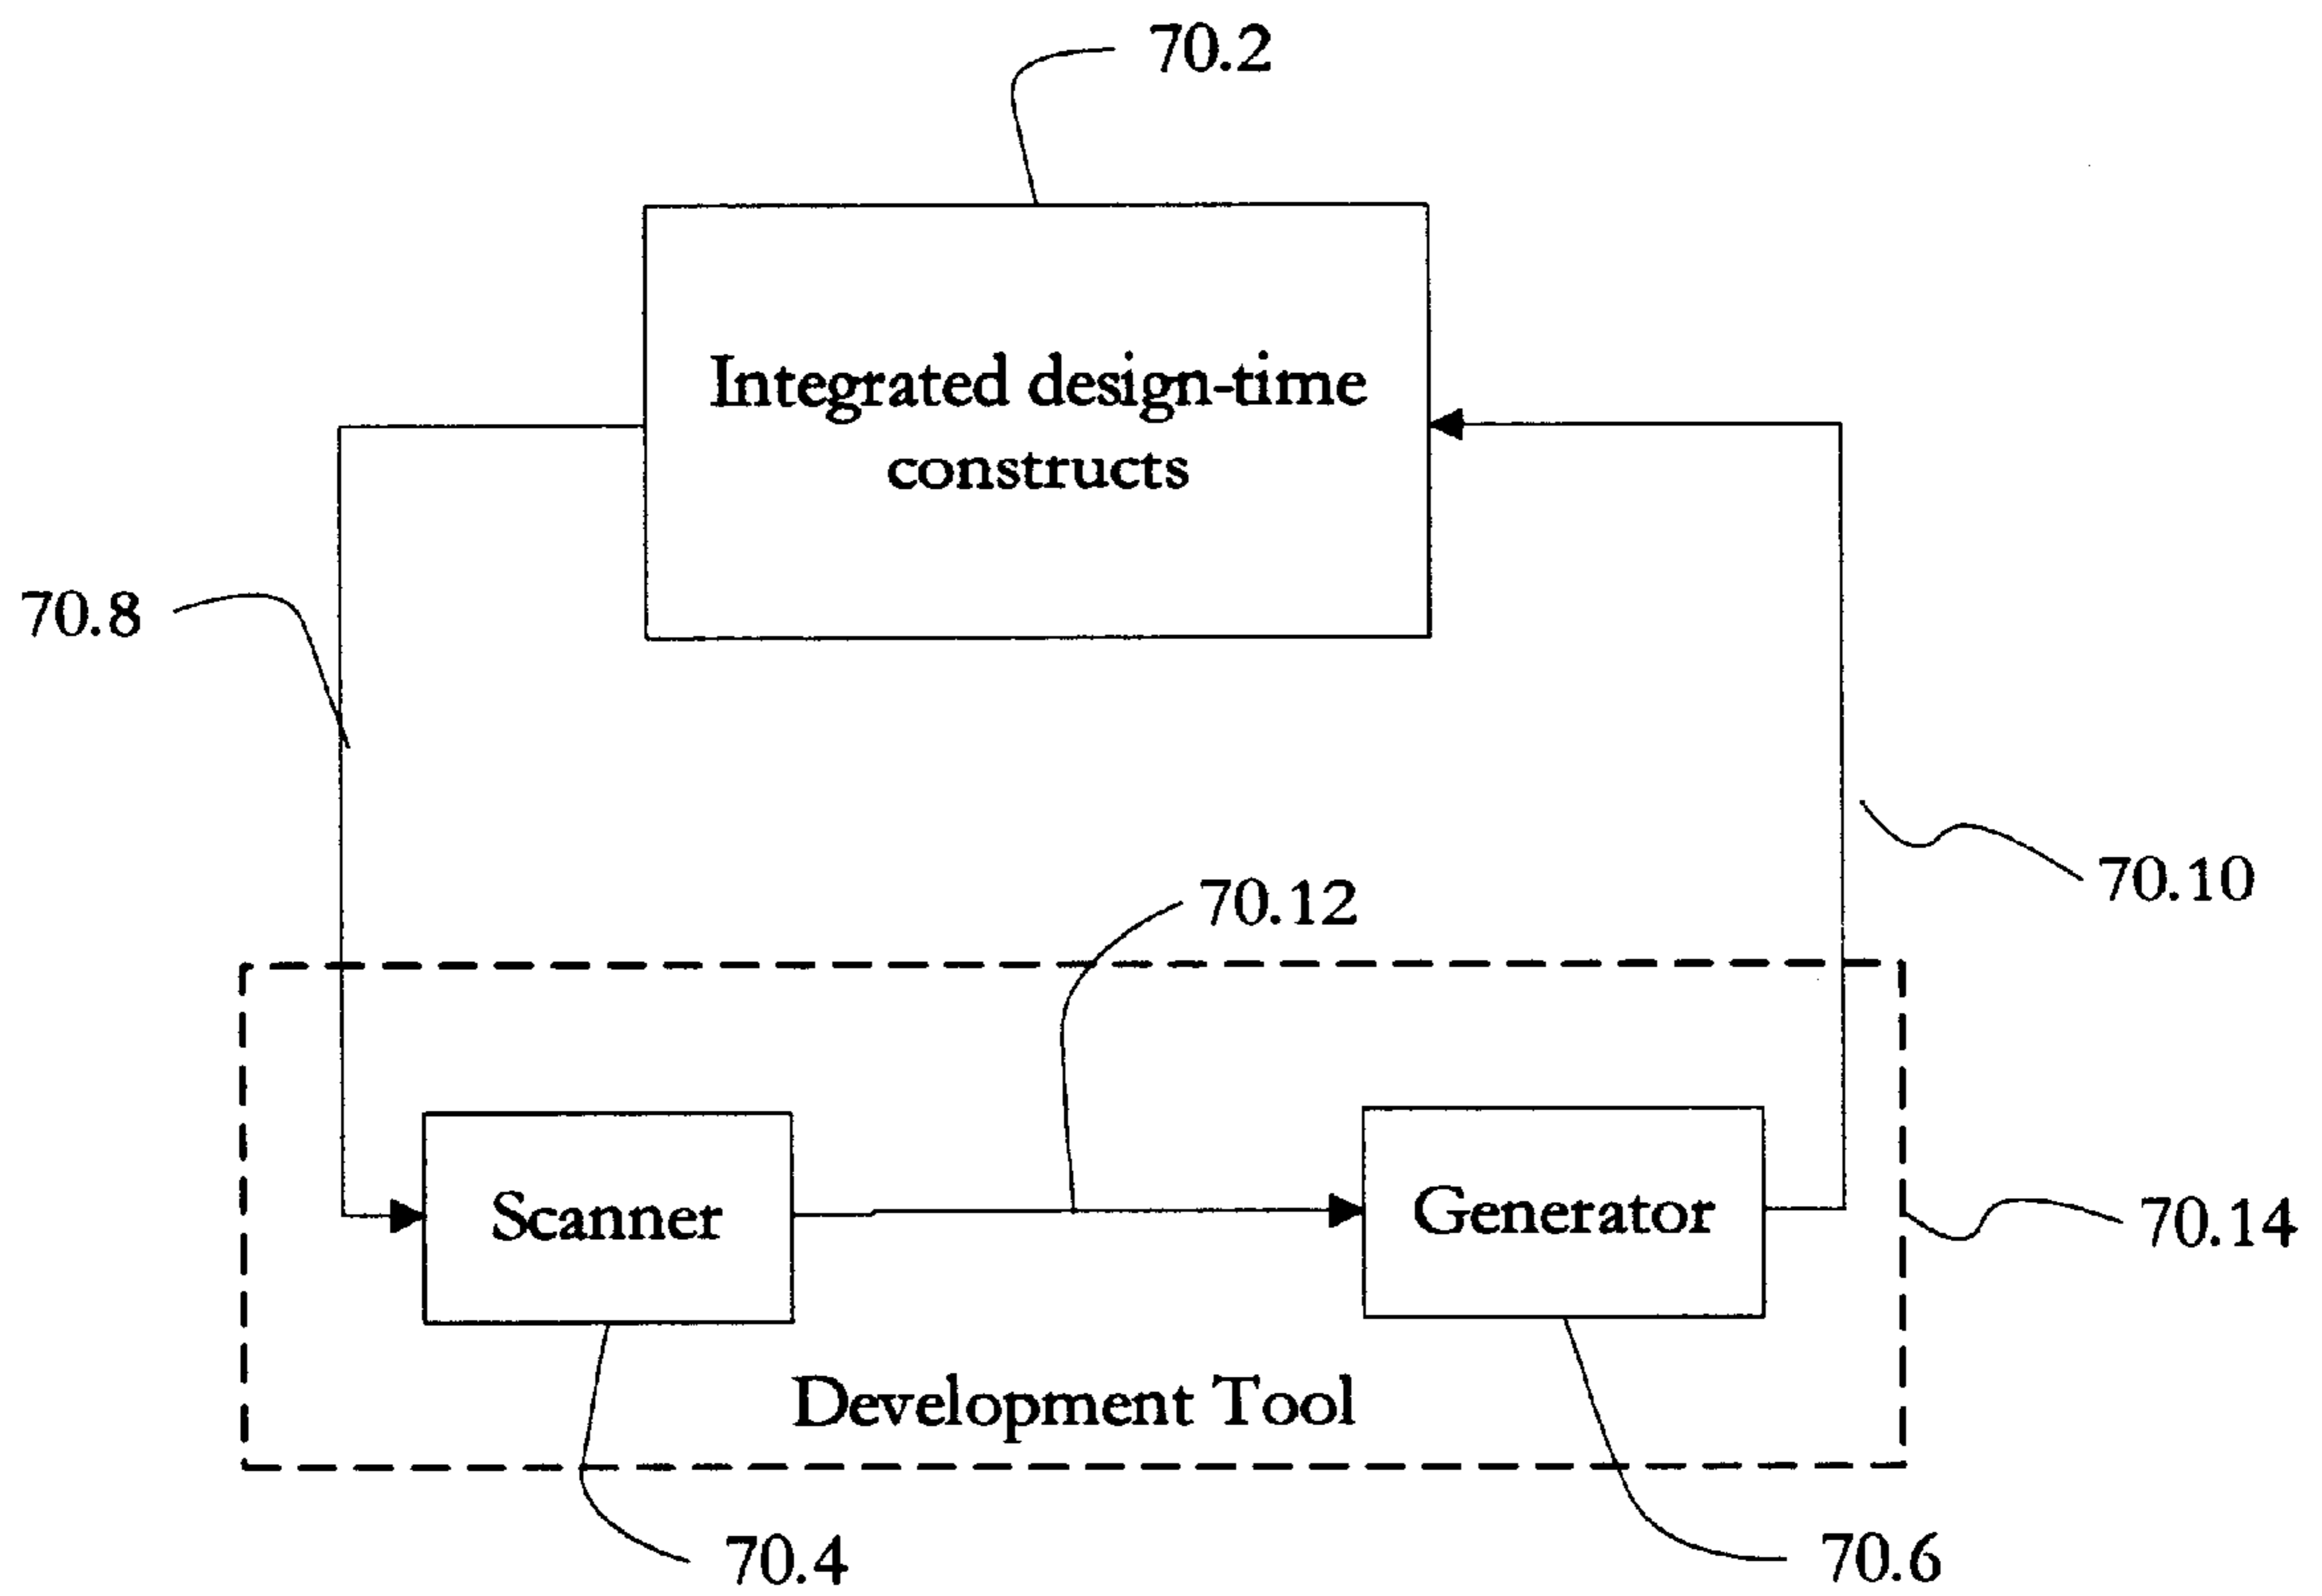 70.2
Integrated design-time
constructs
70.8
70.10
70.12
70.14
Scanner
Generator
Development Tool
70.4
70.6